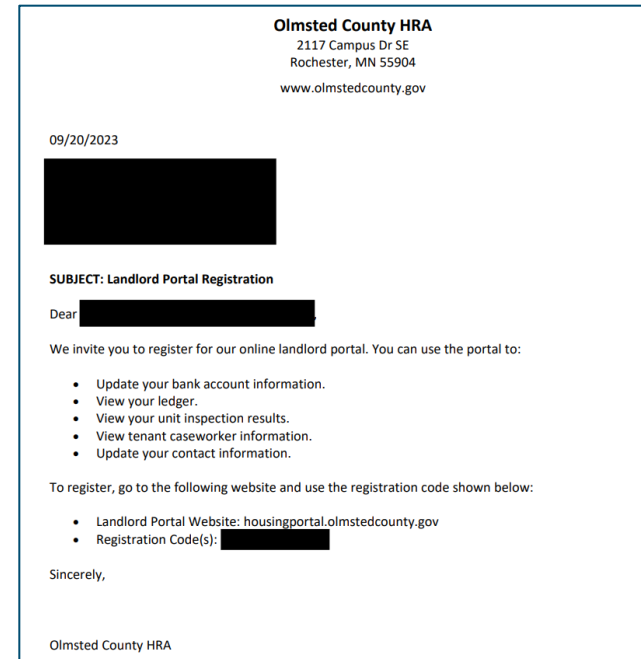 Olmsted County HRA
2117 Campus Dr SE
Rochester, MN 55904
www.olmstedcounty.gov
09/20/2023
SUBJECT: Landlord Portal Registration
Dear ,
We invite you to register for our online landlord portal. You can use the portal to:
• Update your bank account information.
• View your ledger.
• View your unit inspection results.
• View tenant caseworker information.
• Update your contact information.
To register, go to the following website and use the registration code shown below:
• Landlord Portal Website: housingportal.olmstedcounty.gov
• Registration Code(s):
Sincerely,
Olmsted County HRA